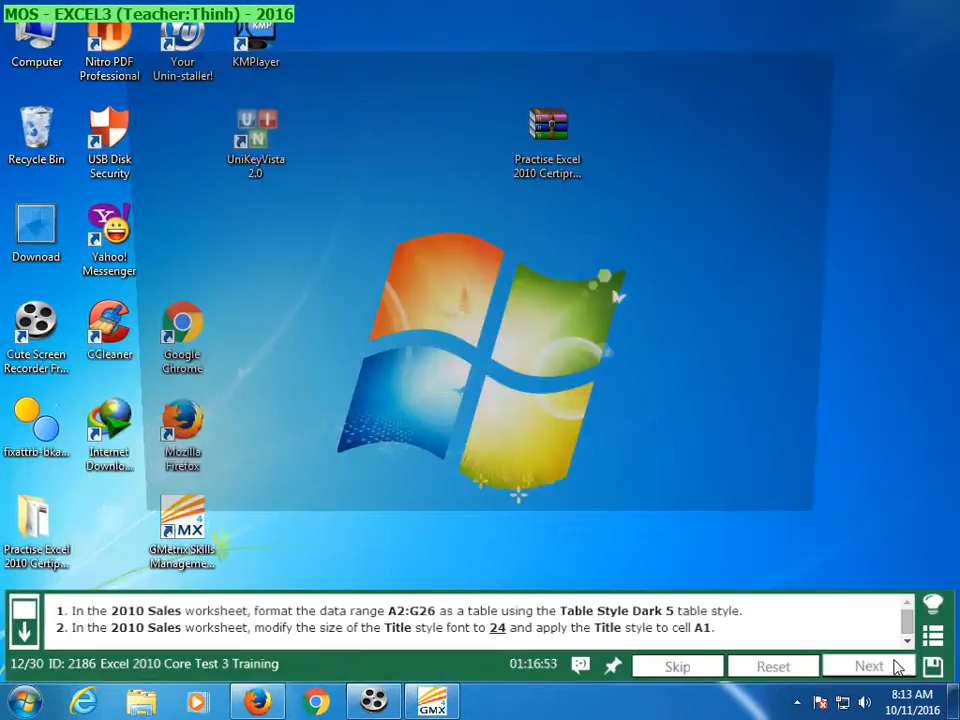 MOS - EXCEL3 (Teacher:Thinh) - 2016
Computer
Nitro PDF
Professional
Your
Unin-staller!
KMP
KMPlayer
Recycle Bin
USB Disk
Security
U I
N
UniKeyVista
2.0
Practise Excel
2010 Certipr...
Downoad
Yahoo!
Messenger
Cute Screen
Recorder Fr...
CCleaner
Google
Chrome
fixattrb-bka...
Internet
Downlo...
Mozilla
Firefox
Practise Excel
2010 Certip...
4
MX
GMetrix Skills
Manageme...
1. In the 2010 Sales worksheet, format the data range A2:G26 as a table using the Table Style Dark 5 table style.
2. In the 2010 Sales worksheet, modify the size of the Title style font to 24 and apply the Title style to cell A1.
12/30 ID: 2186 Excel 2010 Core Test 3 Training
01:16:53
Skip
Reset
Next
GMX
8:13 AM
10/11/2016